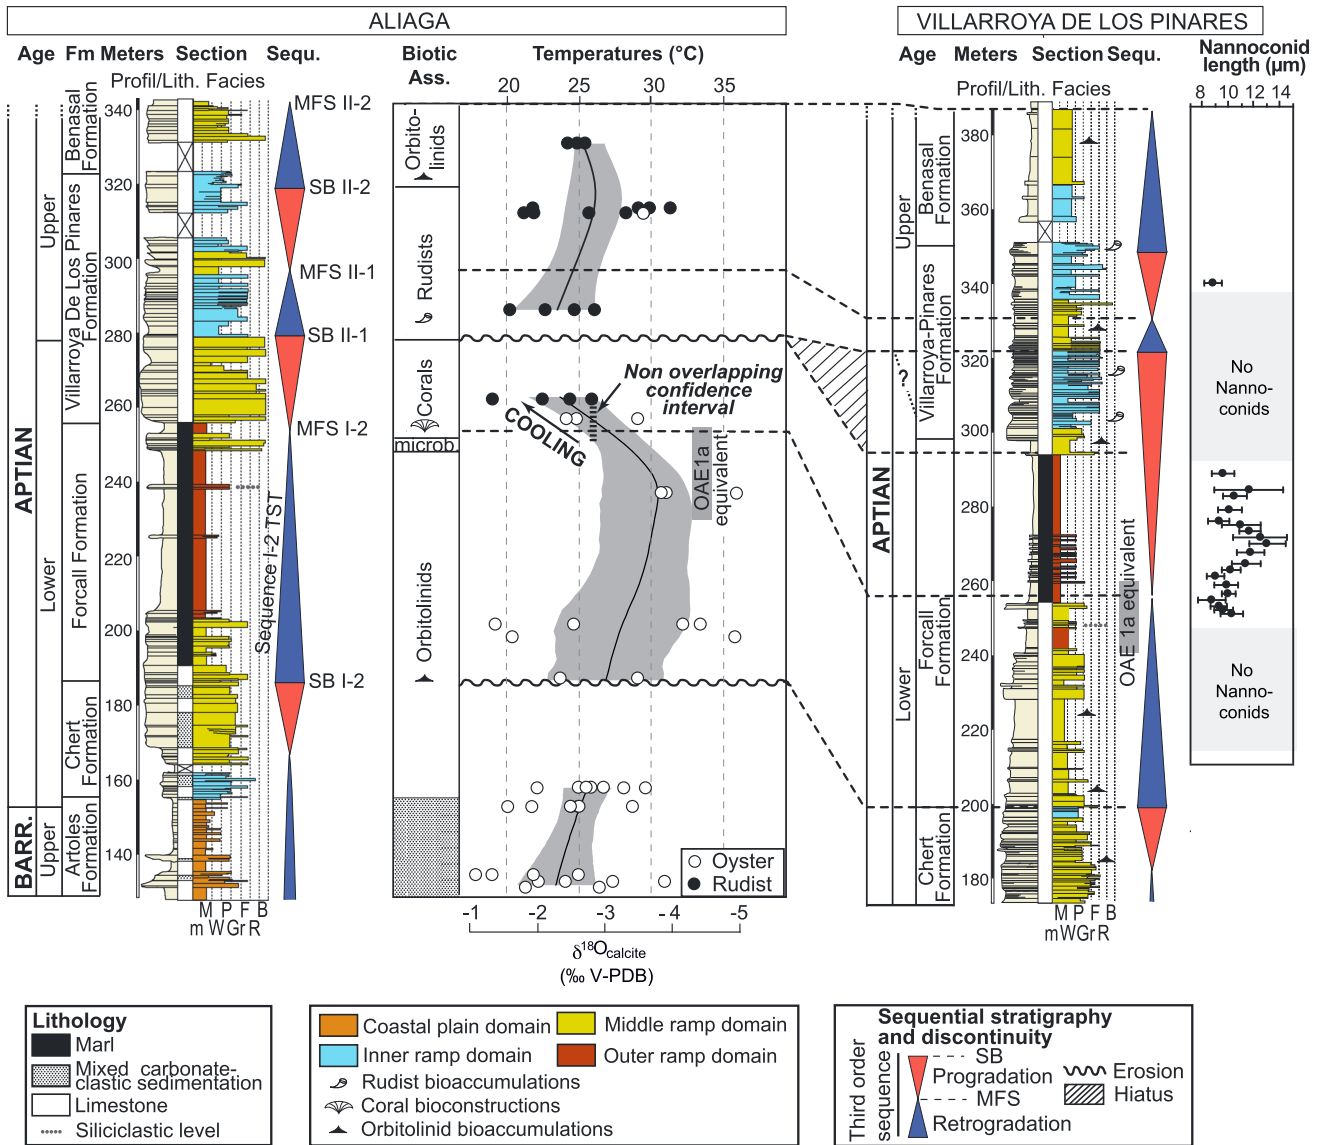 ALIAGA
VILLARROYA DE LOS PINARES
Age Fm Meters Section Sequ.
Profil/Lith. Facies
Biotic
Ass.
Temperatures (°C)
20 25 30 35
Age Meters Section Sequ.
Profil/Lith. Facies
Nannoconid
length (µm)
8 10 12 14
APTIAN
BARR.
Upper
Lower
Upper
Benasal
Formation
Villarroya De Los Pinares
Formation
Forcall Formation
Chert
Formation
Artoles
Formation
340
320
300
280
260
240
220
200
180
160
140
M P F B
m W Gr R
MFS II-2
SB II-2
MFS II-1
SB II-1
MFS I-2
Sequence I-2 TST
SB I-2
Orbito-
linids
Rudists
Corals
microb.
Orbitolinids
Non overlapping
confidence
interval
COOLING
OAE1a
equivalent
Oyster
Rudist
-1 -2 -3 -4 -5
δ18Ocalcite
(‰ V-PDB)
APTIAN
Upper
Lower
?
Benasal
Formation
Villarroya-Pinares
Formation
Forcall
Formation
Chert
Formation
380
360
340
320
300
280
260
240
220
200
180
M P F B
m W Gr R
OAE 1a equivalent
No
Nanno-
conids
No
Nanno-
conids
Lithology
Marl
Mixed carbonate-
clastic sedimentation
Limestone
Siliciclastic level
Coastal plain domain
Middle ramp domain
Inner ramp domain
Outer ramp domain
Rudist bioaccumulations
Coral bioconstructions
Orbitolinid bioaccumulations
Sequential stratigraphy
and discontinuity
Third order
sequence
SB
Progradation
MFS
Retrogradation
Erosion
Hiatus